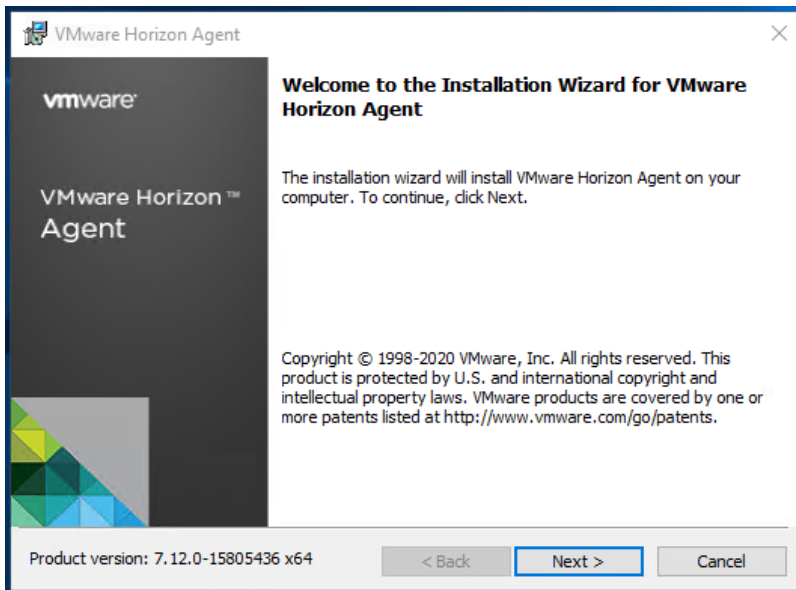 VMware Horizon Agent
vmware
VMware Horizon ™
Agent
Welcome to the Installation Wizard for VMware
Horizon Agent
The installation wizard will install VMware Horizon Agent on your
computer. To continue, click Next.
Copyright © 1998-2020 VMware, Inc. All rights reserved. This
product is protected by U.S. and international copyright and
intellectual property laws. VMware products are covered by one or
more patents listed at http://www.vmware.com/go/patents.
Product version: 7.12.0-15805436 x64
< Back
Next >
Cancel